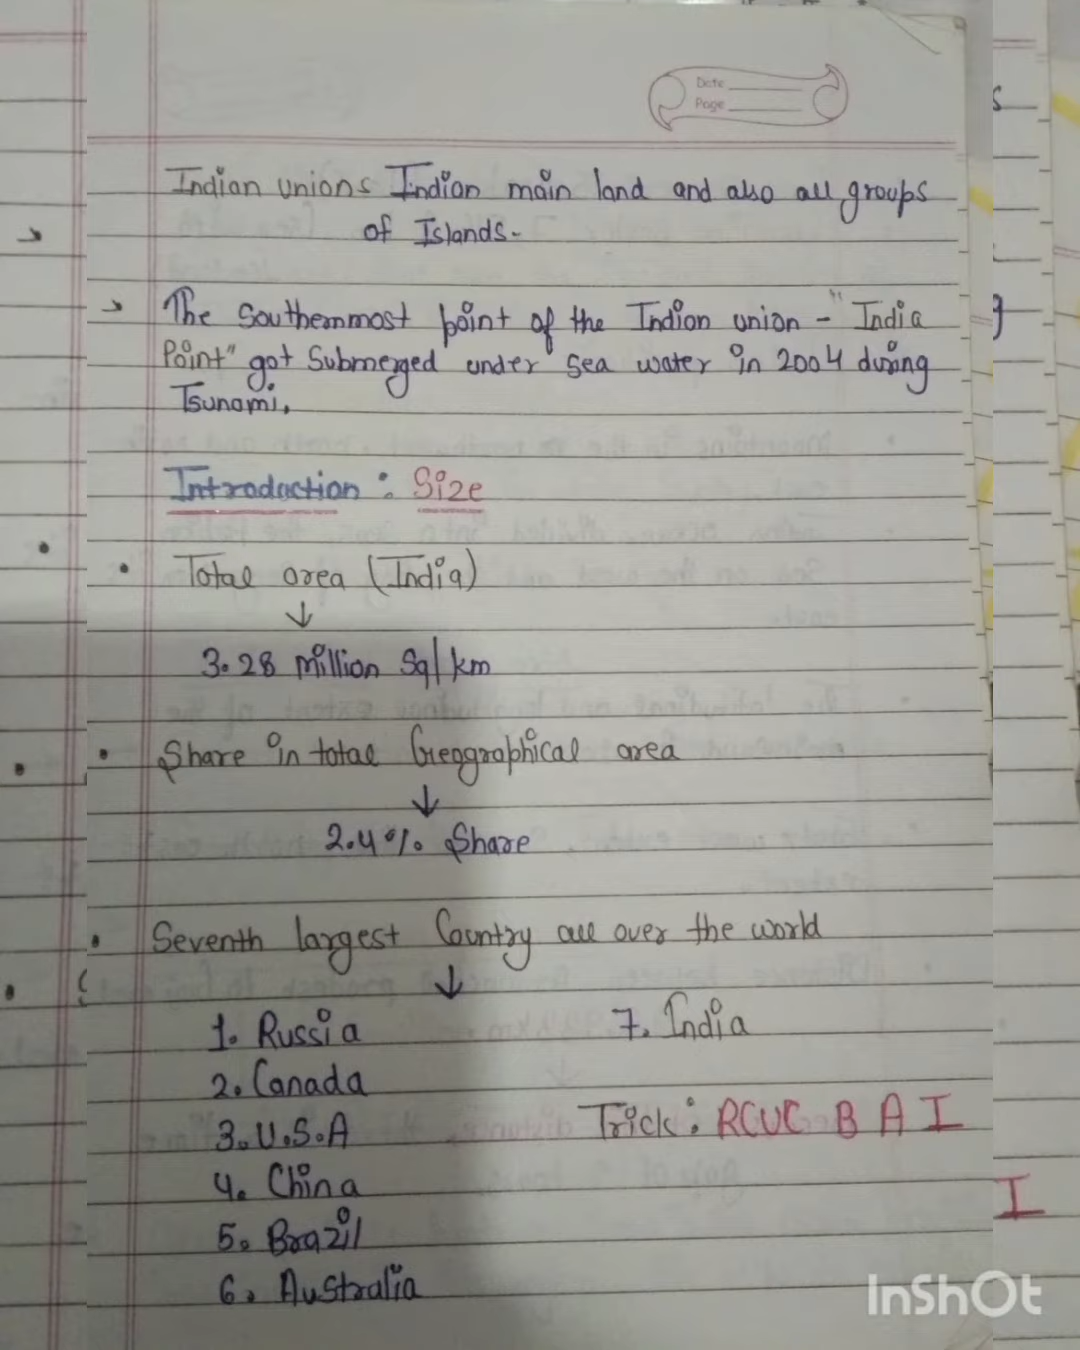 Date
Page
Indian unions Indian main land and also all groups
of Islands.
→ The Southernmost point of the Indian union - "India
Point" got Submerged under sea water in 2004 during
Tsunami.
Introduction : Size
• Total area (India)
↓
3.28 Million Sq/km
• Share in total Geographical area
↓
2.4% Share
• Seventh largest Country all over the world
↓
1. Russia
7. India
2. Canada
3. U.S.A
Trick : RCUC B A I
4. China
5. Brazil
6. Australia
I
InShOt